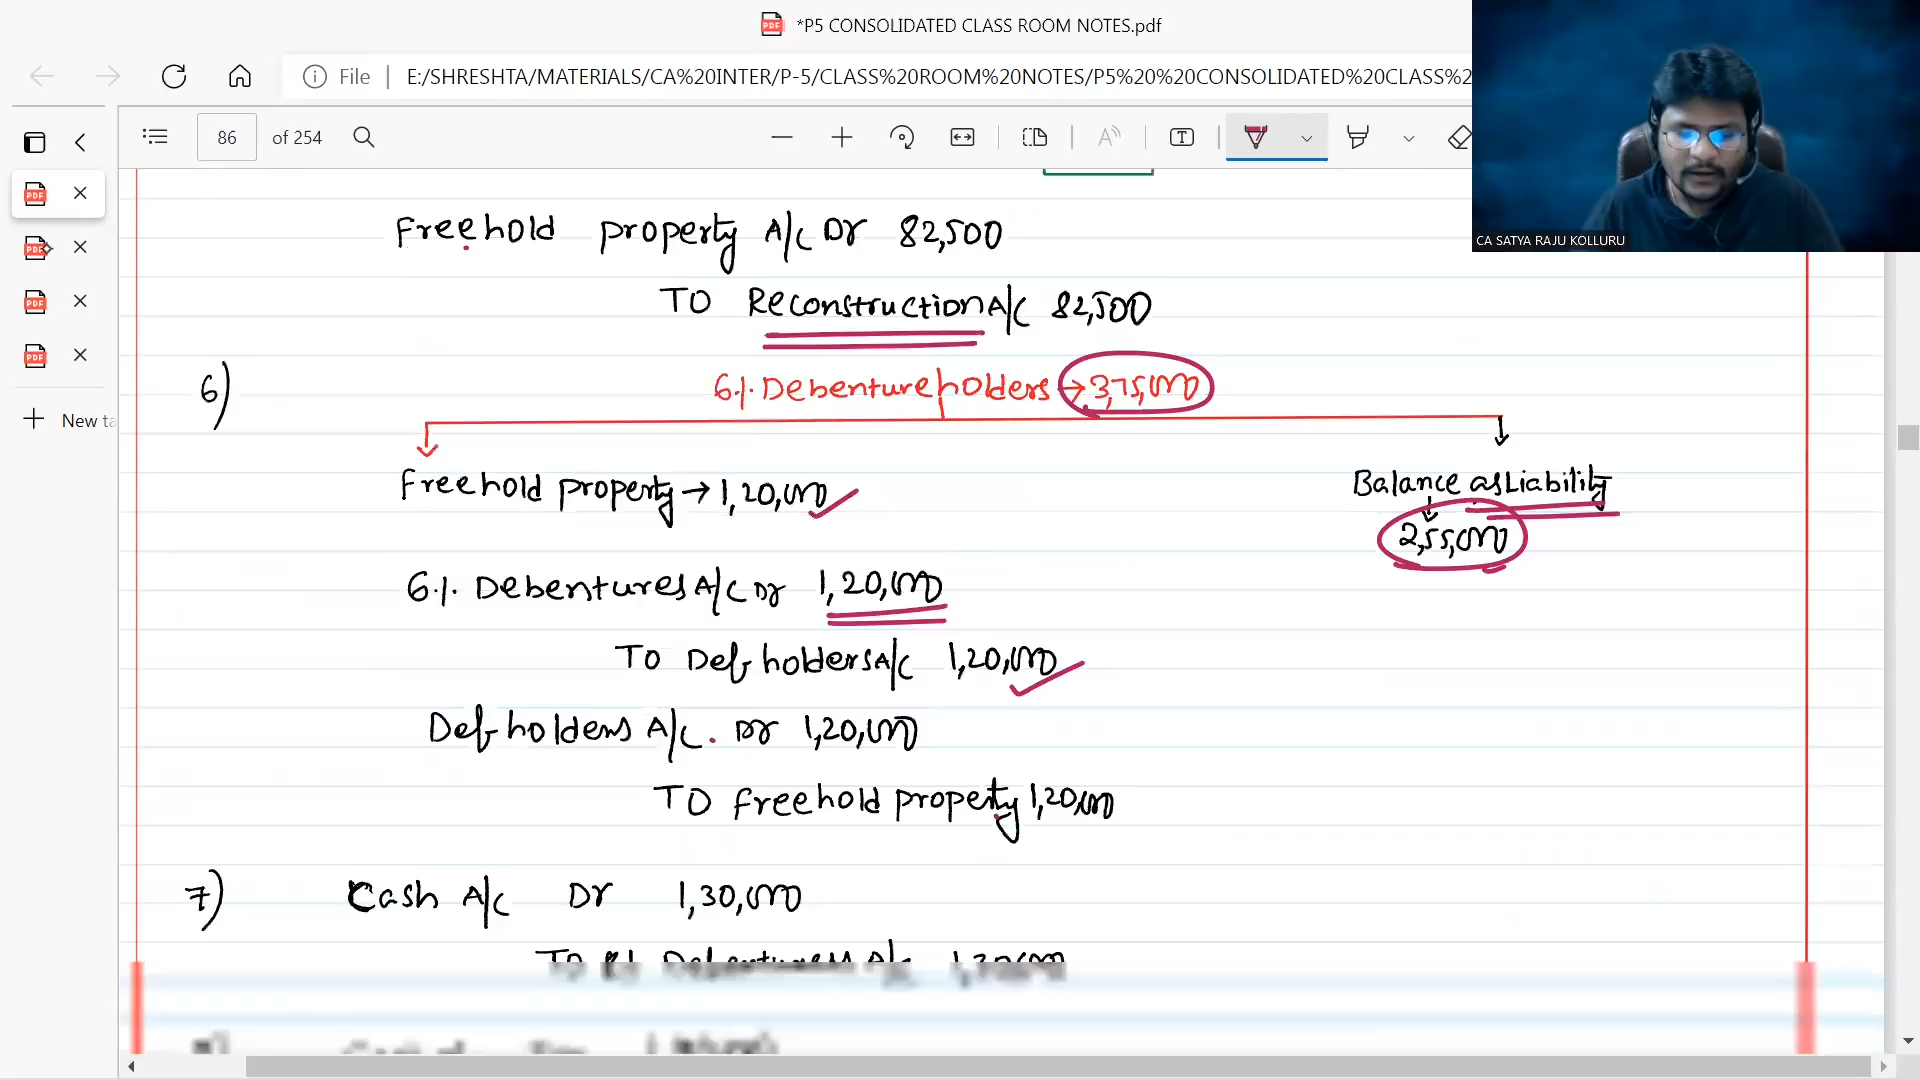 *P5 CONSOLIDATED CLASS ROOM NOTES.pdf
File | E:/SHRESHTA/MATERIALS/CA%20INTER/P-5/CLASS%20ROOM%20NOTES/P5%20%20CONSOLIDATED%20CLASS%2
86 of 254
New ta
CA SATYA RAJU KOLLURU
Freehold property A/c Dr 82,500
TO Reconstruction A/c 82,500
6) 6.1. Debentureholders → 3,75,000
Freehold property → 1,20,000
Balance as Liability
2,55,000
6.1. Debentures A/c Dr 1,20,000
TO Deb-holders A/c 1,20,000
Deb-holders A/c. Dr 1,20,000
TO freehold property 1,20,000
7) Cash A/c Dr 1,30,000